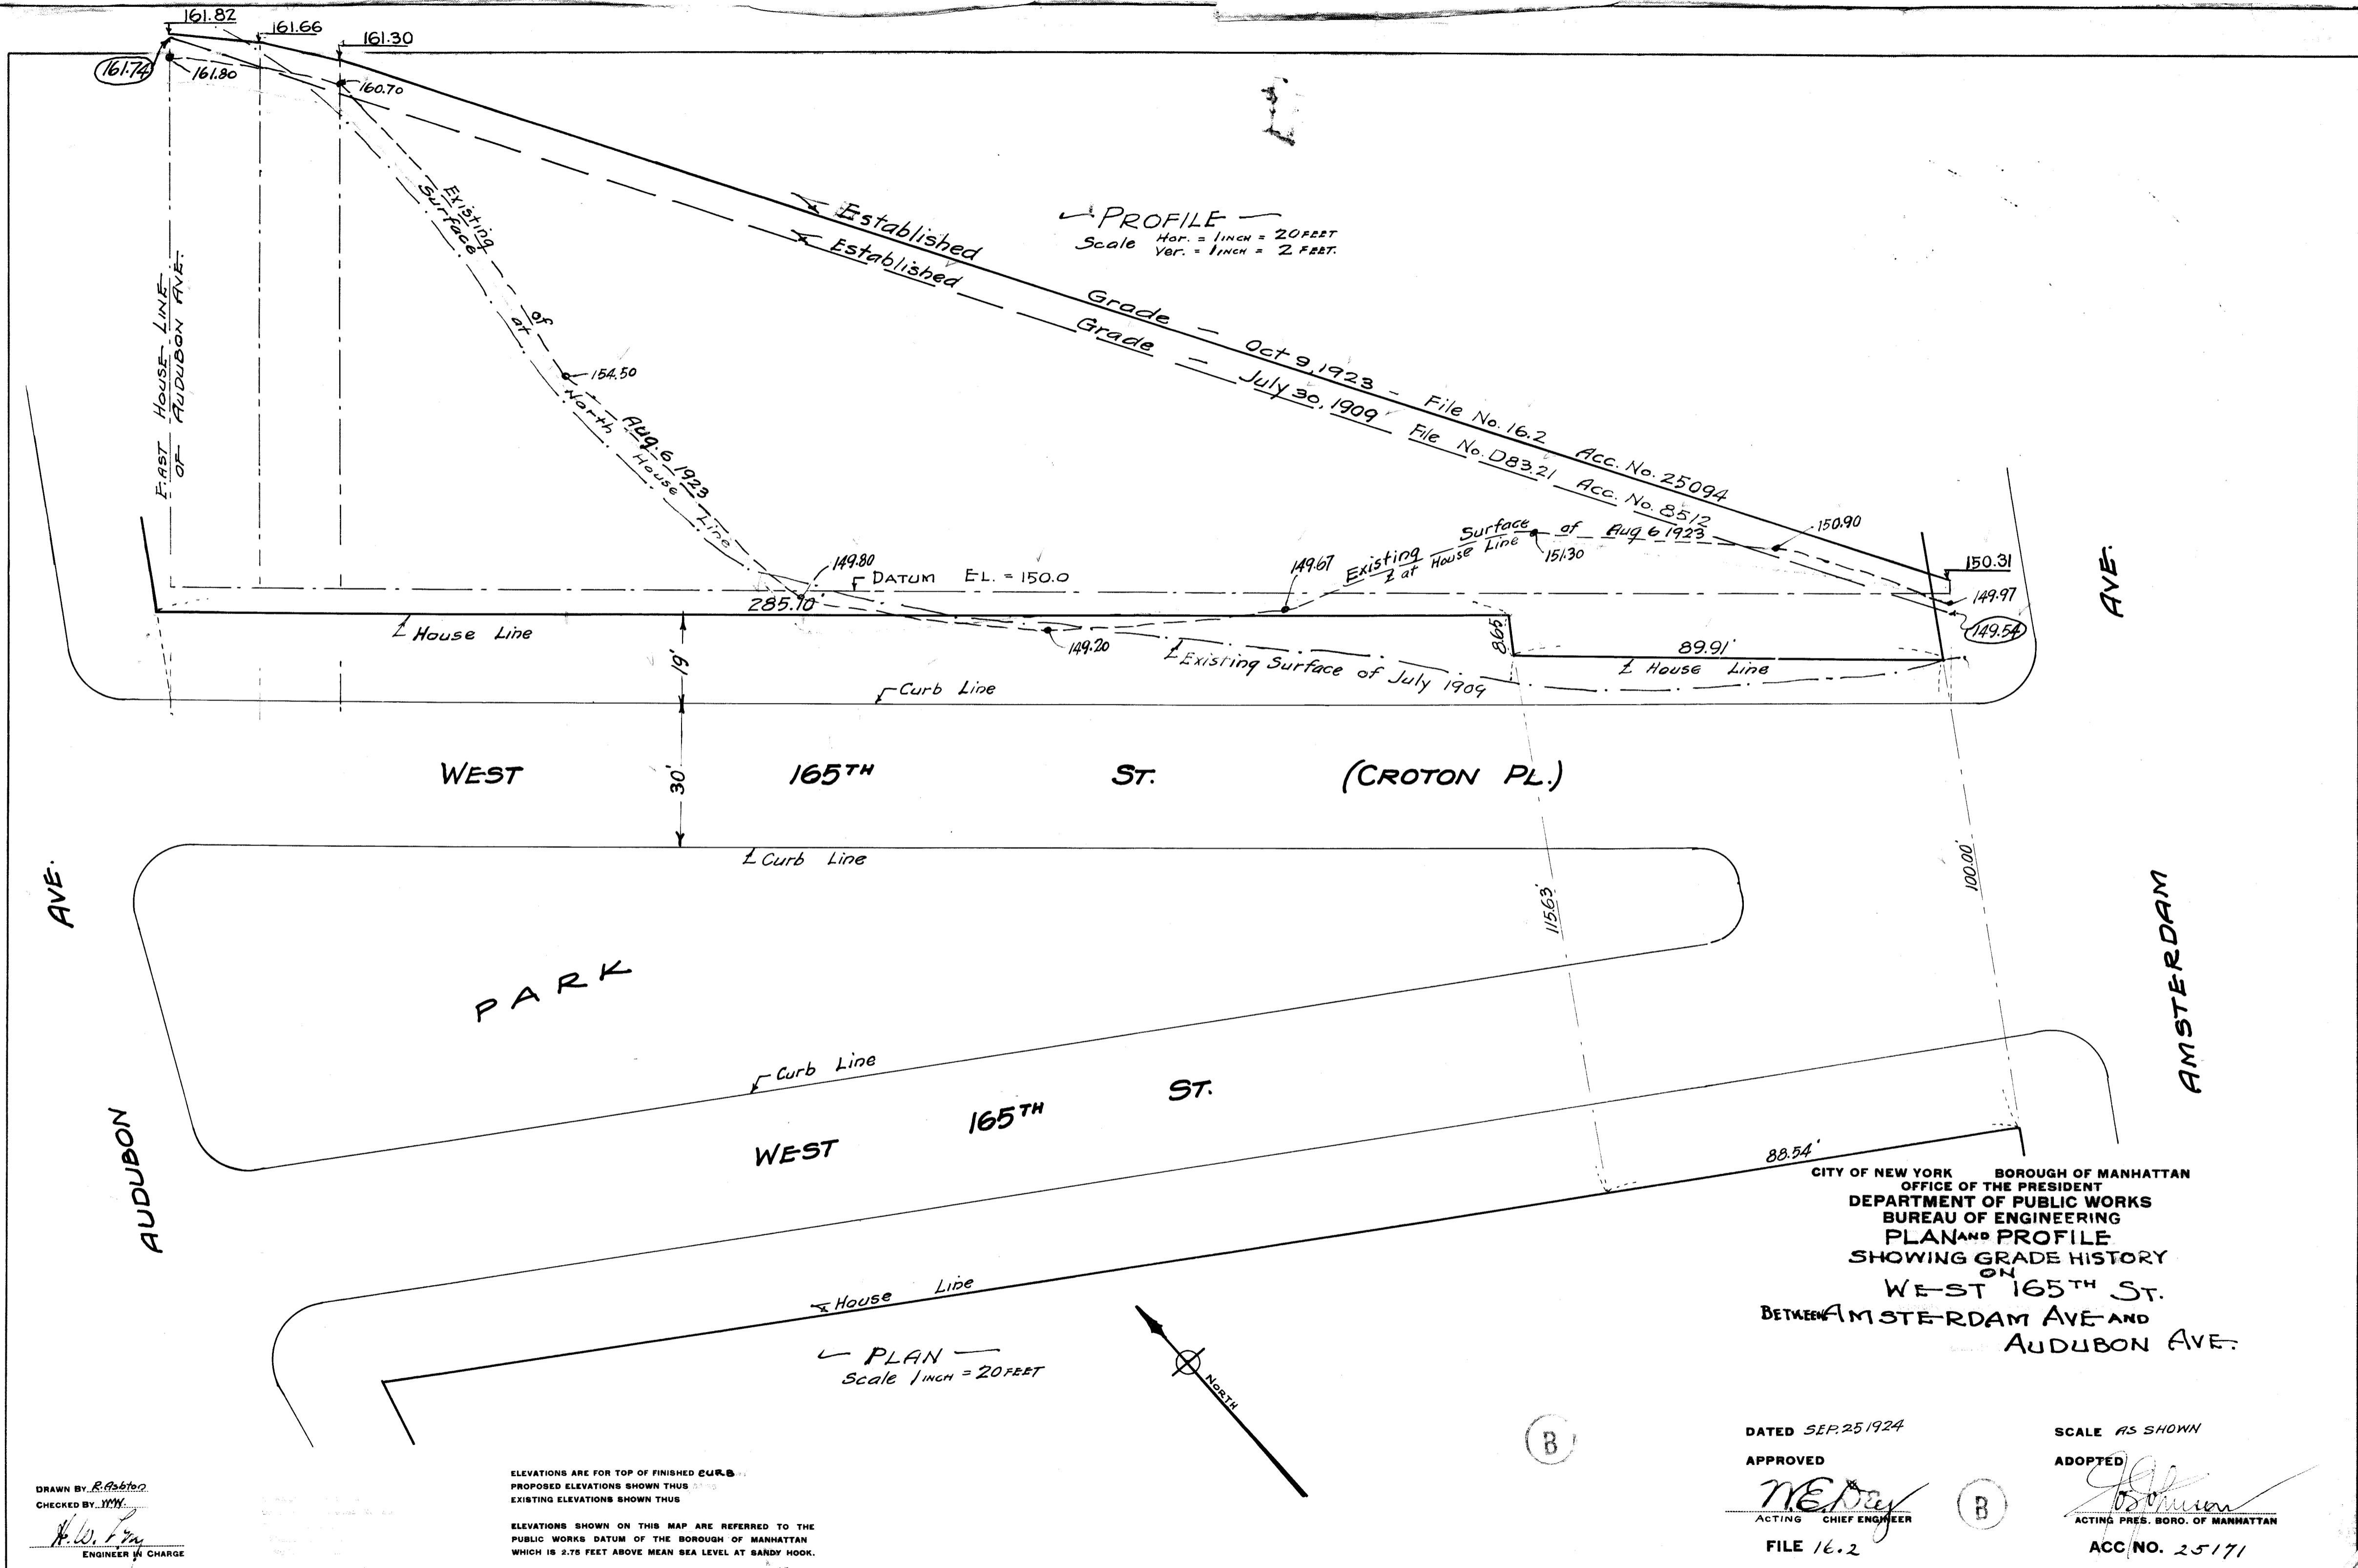 161.82
161.66
161.30
161.74
161.80
160.70
EAST HOUSE LINE
OF AUDUBON AVE.
Existing Surface of Aug. 6 1923
at North House Line
154.50
PROFILE
Scale Hor. = 1 INCH = 20 FEET
Ver. = 1 INCH = 2 FEET.
Established Grade - Oct 9, 1923 - File No. 16.2 Acc. No. 25094
Established Grade - July 30, 1909 File No. D83.21 Acc. No. 8512
149.80
DATUM EL. = 150.0
285.10'
149.67
Existing Surface of Aug 6 1923
at House Line
151.30
150.90
150.31
149.97
149.54
149.20
House Line
19'
Existing Surface of July 1909
8.65'
89.91'
House Line
Curb Line
AVE.
WEST 165TH ST. (CROTON PL.)
30'
Curb Line
115.63'
100.00'
AVE.
AUDUBON
AMSTERDAM
PARK
Curb Line
WEST 165TH ST.
88.54'
House Line
PLAN
Scale 1 INCH = 20 FEET
NORTH
CITY OF NEW YORK BOROUGH OF MANHATTAN
OFFICE OF THE PRESIDENT
DEPARTMENT OF PUBLIC WORKS
BUREAU OF ENGINEERING
PLAN AND PROFILE
SHOWING GRADE HISTORY
ON
WEST 165TH ST.
BETWEEN AMSTERDAM AVE AND
AUDUBON AVE.
B
DATED SEP. 25 1924
SCALE AS SHOWN
APPROVED
ADOPTED
B
ACTING CHIEF ENGINEER
ACTING PRES. BORO. OF MANHATTAN
FILE 16.2
ACC NO. 25171
DRAWN BY R. Ashton
CHECKED BY
ENGINEER IN CHARGE
ELEVATIONS ARE FOR TOP OF FINISHED CURB
PROPOSED ELEVATIONS SHOWN THUS
EXISTING ELEVATIONS SHOWN THUS
ELEVATIONS SHOWN ON THIS MAP ARE REFERRED TO THE
PUBLIC WORKS DATUM OF THE BOROUGH OF MANHATTAN
WHICH IS 2.75 FEET ABOVE MEAN SEA LEVEL AT SANDY HOOK.